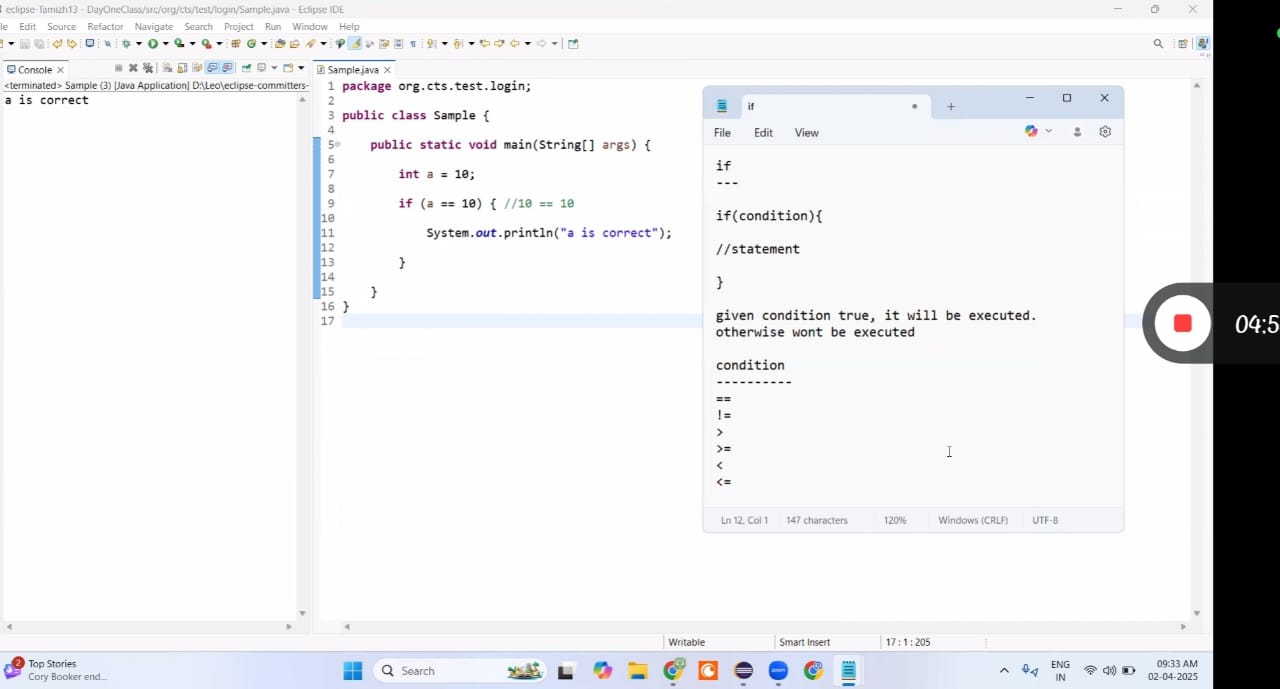 eclipse-Tamizh13 - DayOneClass/src/org/cts/test/login/Sample.java - Eclipse IDE
Edit Source Refactor Navigate Search Project Run Window Help
Console
<terminated> Sample (3) [Java Application] D:\Leo\eclipse-committers-
a is correct
Sample.java
1 package org.cts.test.login;
2
3 public class Sample {
4
5 public static void main(String[] args) {
6
7 int a = 10;
8
9 if (a == 10) { //10 == 10
10
11 System.out.println("a is correct");
12
13 }
14
15 }
16 }
17
if
File Edit View
if
---
if(condition){
//statement
}
given condition true, it will be executed.
otherwise wont be executed
condition
----------
==
!=
>
>=
<
<=
Ln 12, Col 1 147 characters 120% Windows (CRLF) UTF-8
04:5
Writable Smart Insert 17 : 1 : 205
2
Top Stories
Cory Booker end...
Search
zoom
ENG
IN
09:33 AM
02-04-2025